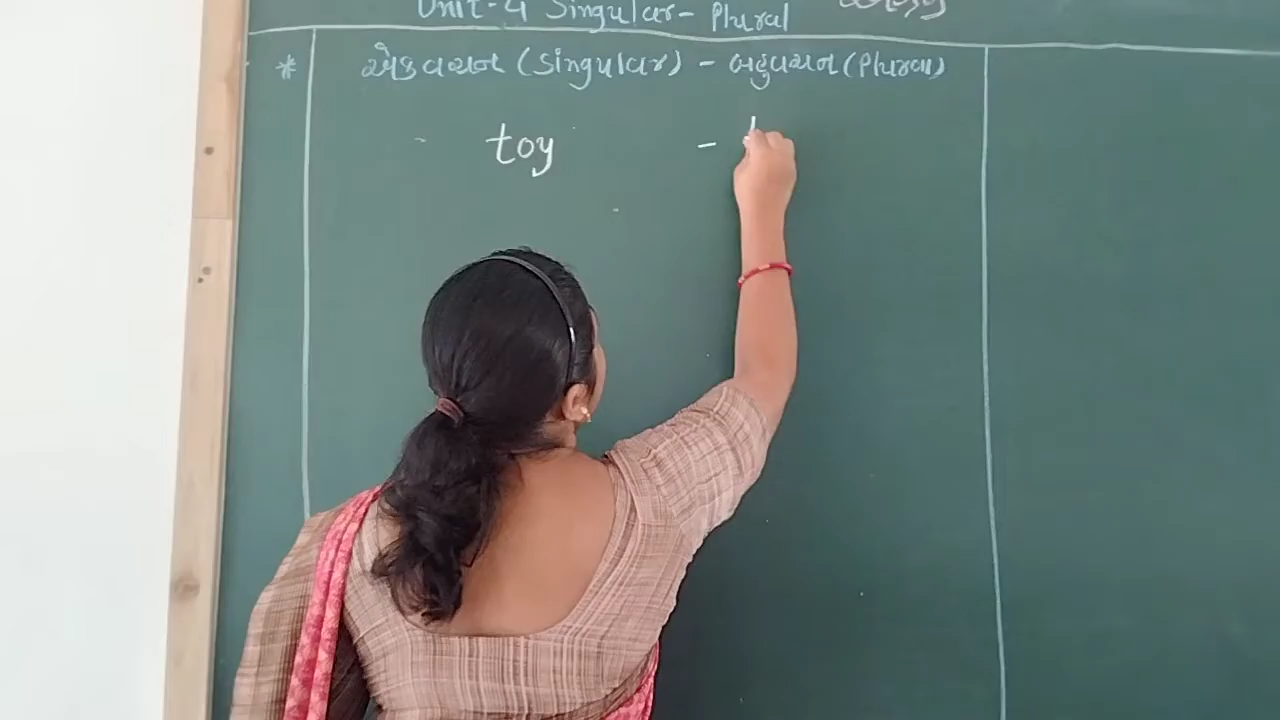 Unit-4 Singular - Plural
* એકવચન (Singular) - બહુવચન (Plural)
- toy -